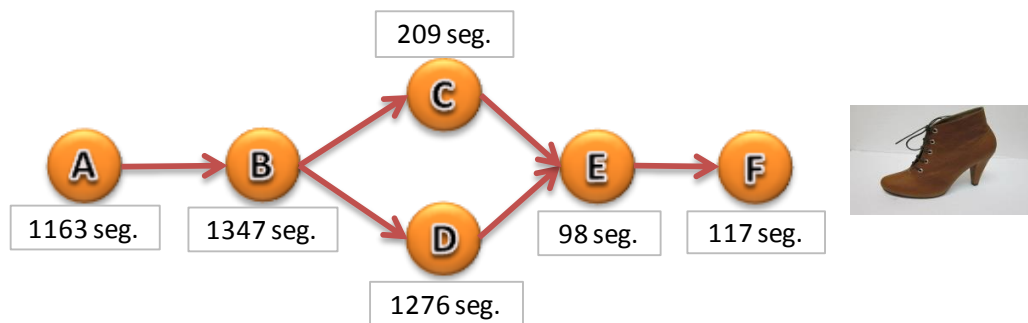 209 seg.
C
A
B
E
F
1163 seg.
1347 seg.
D
98 seg.
117 seg.
1276 seg.